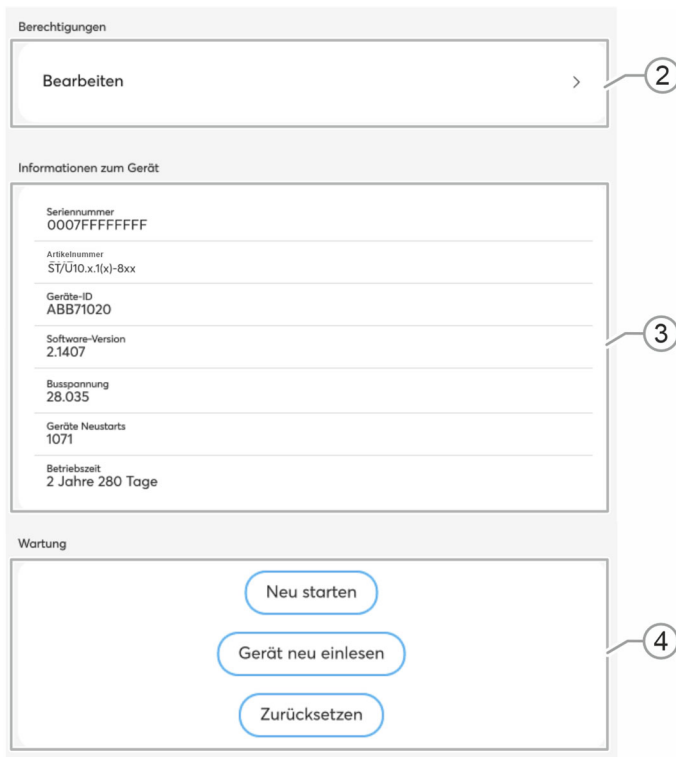 Berechtigungen
Bearbeiten
2
Informationen zum Gerät
Seriennummer
0007FFFFFFFF
Artikelnummer
ST/U10.x.1(x)-8xx
Geräte-ID
ABB71020
3
Software-Version
2.1407
Busspannung
28.035
Geräte Neustarts
1071
Betriebszeit
2 Jahre 280 Tage
Wartung
Neu starten
Gerät neu einlesen
4
Zurücksetzen